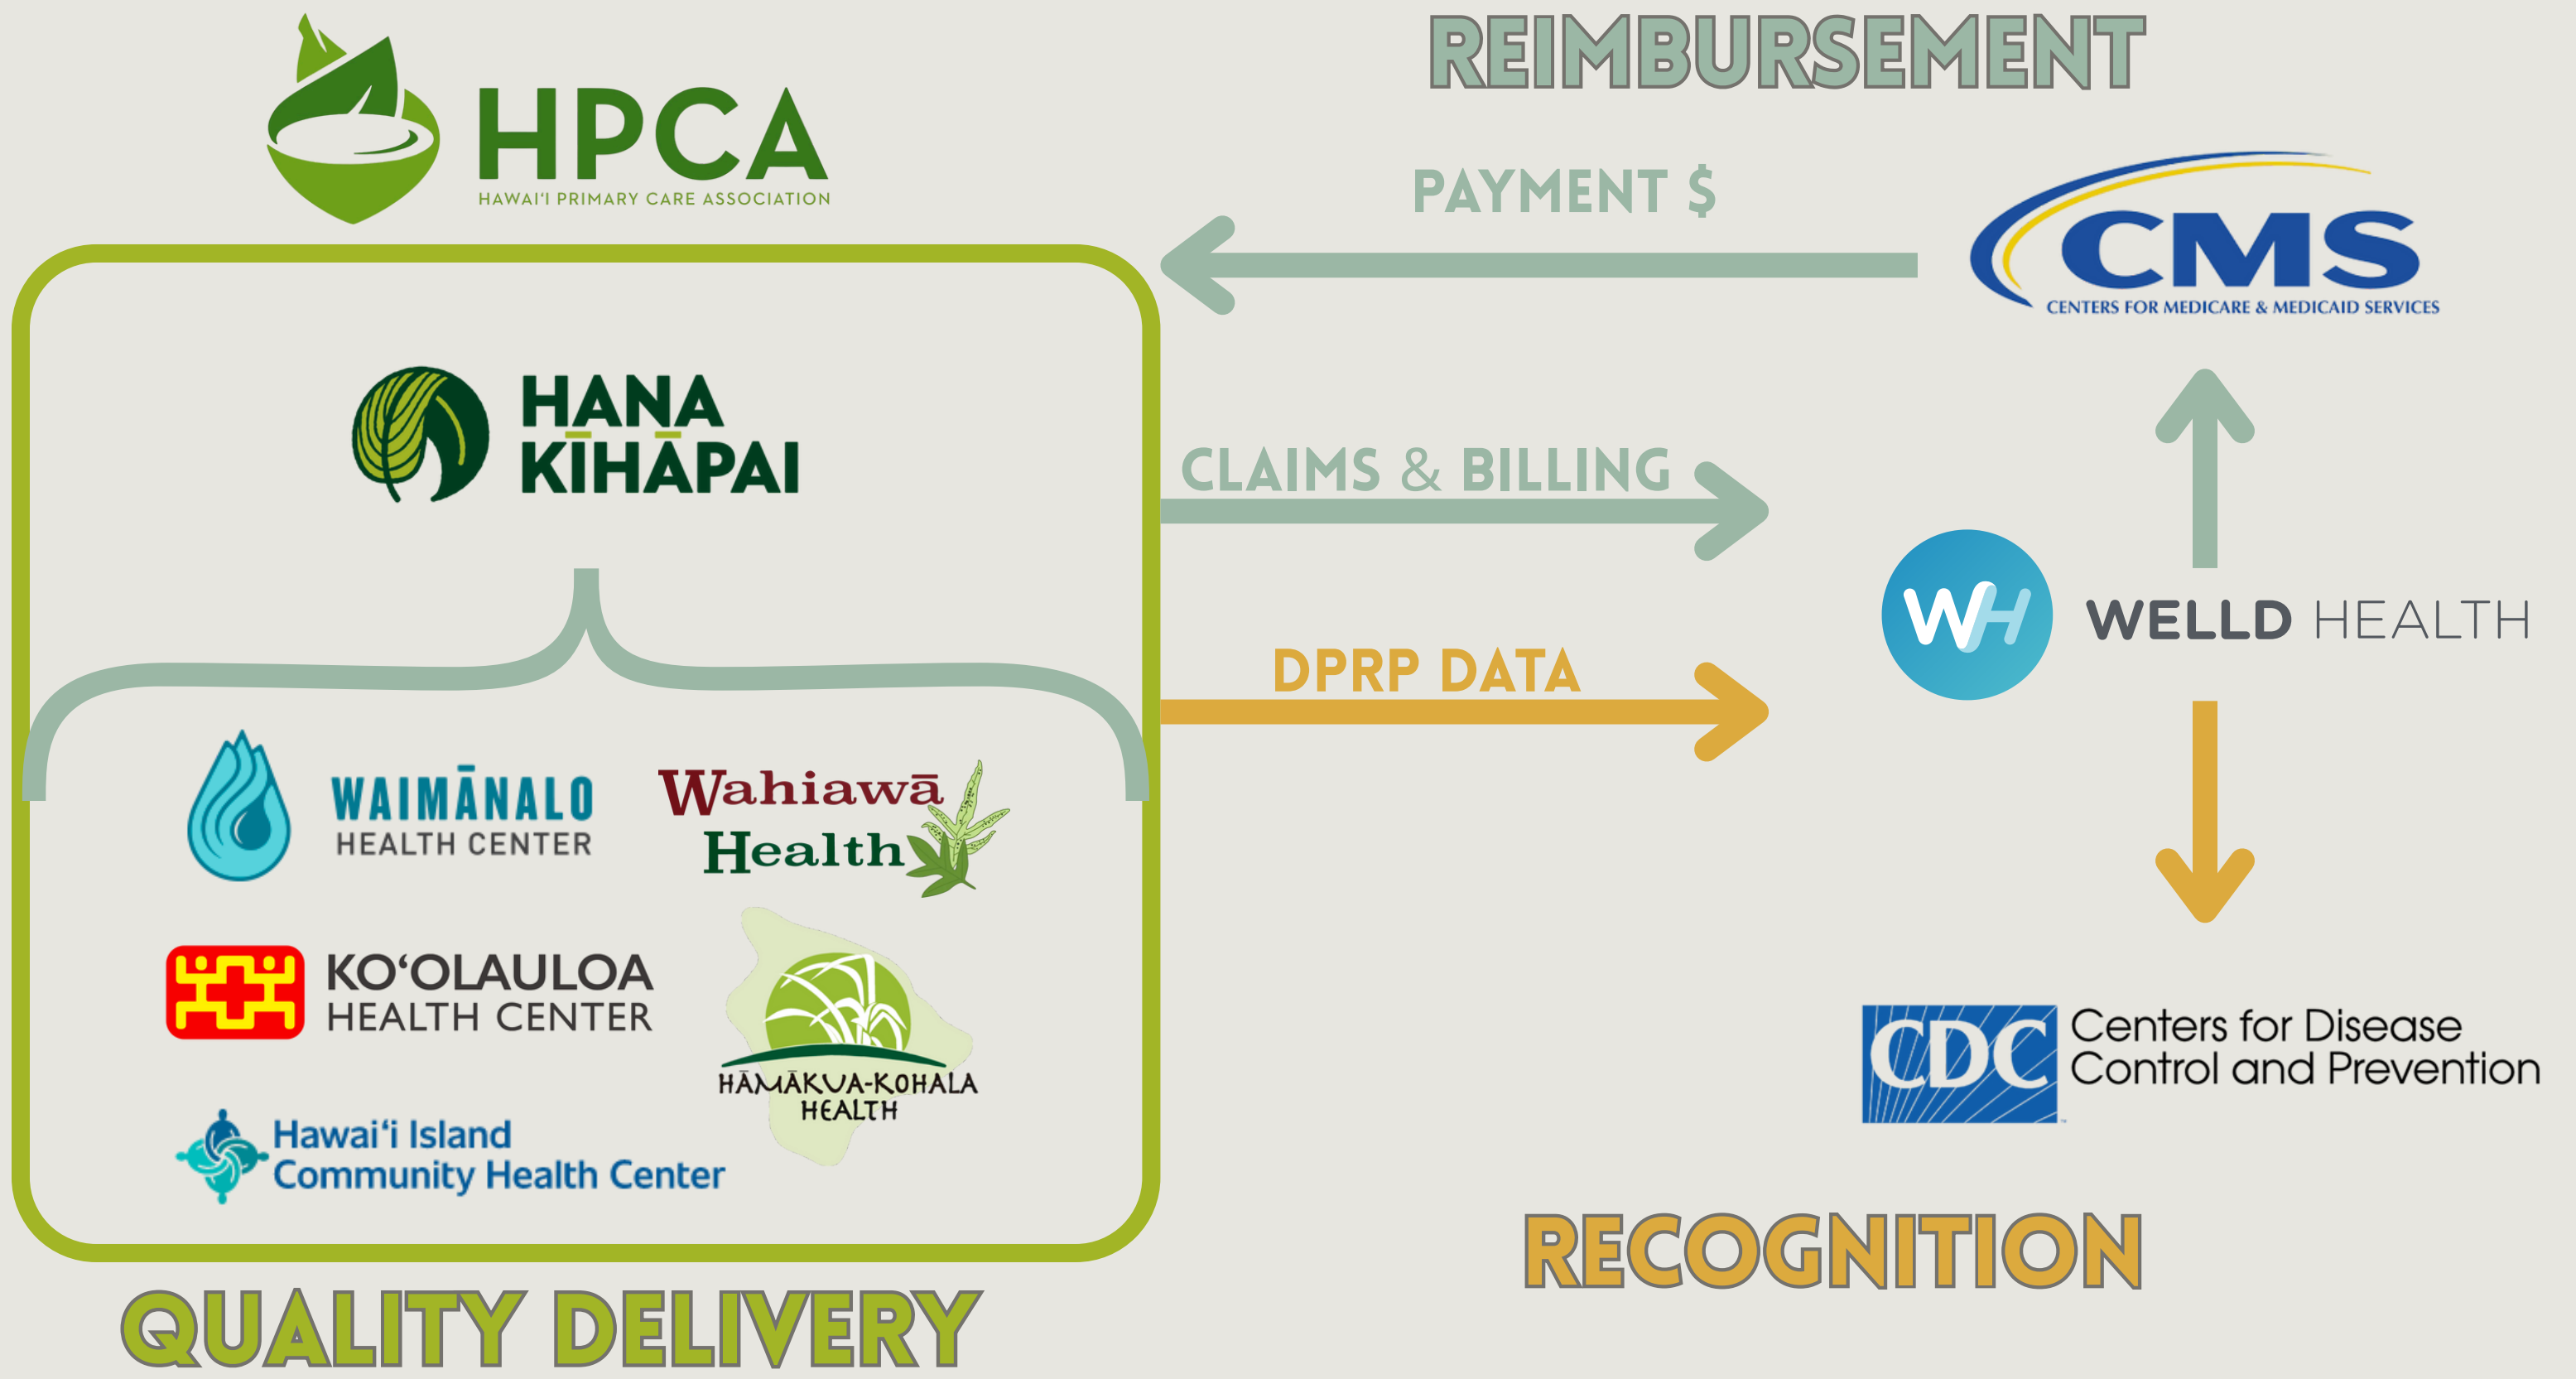 HPCA
HAWAI'I PRIMARY CARE ASSOCIATION
REIMBURSEMENT
PAYMENT $
CMS
CENTERS FOR MEDICARE & MEDICAID SERVICES
HANA
KĪHĀPAI
CLAIMS & BILLING
DPRP DATA
WH WELLD HEALTH
WAIMĀNALO
HEALTH CENTER
Wahiawā
Health
KOʻOLAULOA
HEALTH CENTER
HĀMĀKUA-KOHALA
HEALTH
Hawaiʻi Island
Community Health Center
CDC
Centers for Disease
Control and Prevention
RECOGNITION
QUALITY DELIVERY